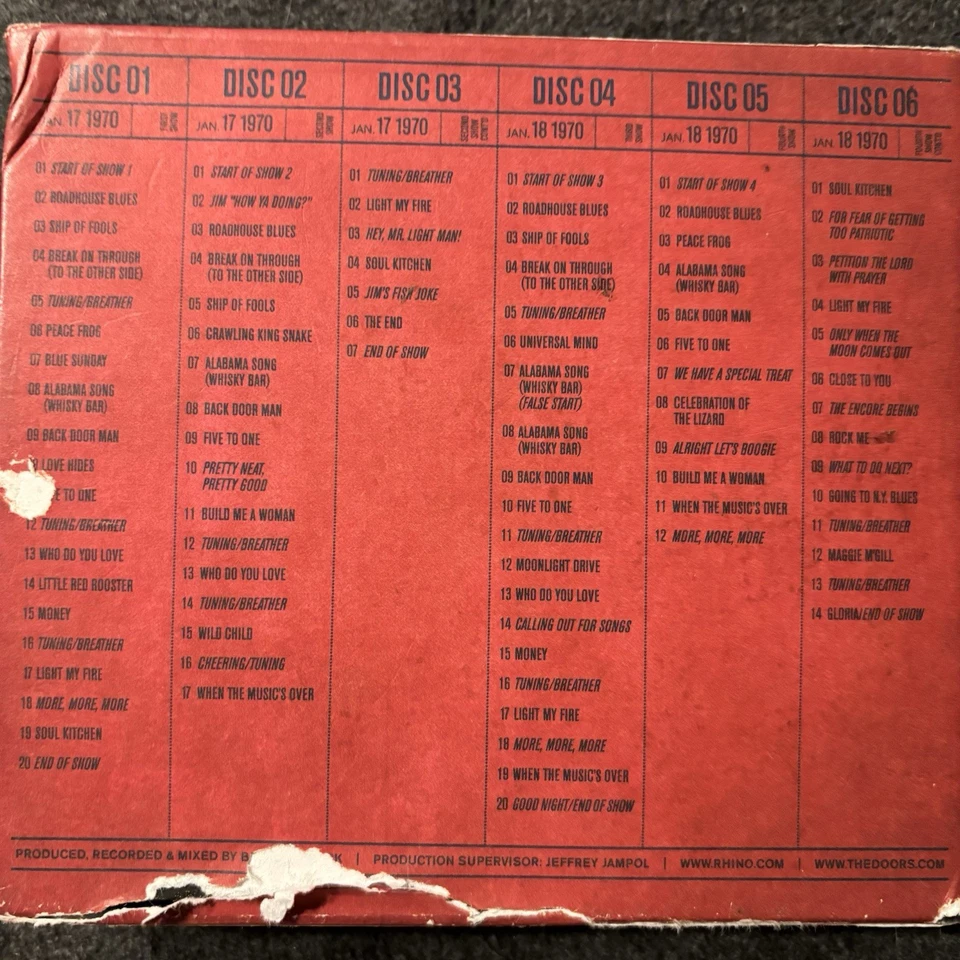 DISC 01
JAN. 17 1970
01 START OF SHOW 1
02 ROADHOUSE BLUES
03 SHIP OF FOOLS
04 BREAK ON THROUGH
(TO THE OTHER SIDE)
05 TUNING/BREATHER
06 PEACE FROG
07 BLUE SUNDAY
08 ALABAMA SONG
(WHISKY BAR)
09 BACK DOOR MAN
LOVE HIDES
TO ONE
12 TUNING/BREATHER
13 WHO DO YOU LOVE
14 LITTLE RED ROOSTER
15 MONEY
16 TUNING/BREATHER
17 LIGHT MY FIRE
18 MORE, MORE, MORE
19 SOUL KITCHEN
20 END OF SHOW
DISC 02
JAN. 17 1970
SECOND SHOW
01 START OF SHOW 2
02 JIM "HOW YA DOING?"
03 ROADHOUSE BLUES
04 BREAK ON THROUGH
(TO THE OTHER SIDE)
05 SHIP OF FOOLS
06 CRAWLING KING SNAKE
07 ALABAMA SONG
(WHISKY BAR)
08 BACK DOOR MAN
09 FIVE TO ONE
10 PRETTY NEAT,
PRETTY GOOD
11 BUILD ME A WOMAN
12 TUNING/BREATHER
13 WHO DO YOU LOVE
14 TUNING/BREATHER
15 WILD CHILD
16 CHEERING/TUNING
17 WHEN THE MUSIC'S OVER
DISC 03
JAN. 17 1970
01 TUNING/BREATHER
02 LIGHT MY FIRE
03 HEY, MR. LIGHT MAN!
04 SOUL KITCHEN
05 JIM'S FISH JOKE
06 THE END
07 END OF SHOW
DISC 04
JAN. 18 1970
01 START OF SHOW 3
02 ROADHOUSE BLUES
03 SHIP OF FOOLS
04 BREAK ON THROUGH
(TO THE OTHER SIDE)
05 TUNING/BREATHER
06 UNIVERSAL MIND
07 ALABAMA SONG
(WHISKY BAR)
(FALSE START)
08 ALABAMA SONG
(WHISKY BAR)
09 BACK DOOR MAN
10 FIVE TO ONE
11 TUNING/BREATHER
12 MOONLIGHT DRIVE
13 WHO DO YOU LOVE
14 CALLING OUT FOR SONGS
15 MONEY
16 TUNING/BREATHER
17 LIGHT MY FIRE
18 MORE, MORE, MORE
19 WHEN THE MUSIC'S OVER
20 GOOD NIGHT/END OF SHOW
DISC 05
JAN. 18 1970
FOURTH SHOW
01 START OF SHOW 4
02 ROADHOUSE BLUES
03 PEACE FROG
04 ALABAMA SONG
(WHISKY BAR)
05 BACK DOOR MAN
06 FIVE TO ONE
07 WE HAVE A SPECIAL TREAT
08 CELEBRATION OF
THE LIZARD
09 ALRIGHT LET'S BOOGIE
10 BUILD ME A WOMAN
11 WHEN THE MUSIC'S OVER
12 MORE, MORE, MORE
DISC 06
JAN. 18 1970
01 SOUL KITCHEN
02 FOR FEAR OF GETTING
TOO PATRIOTIC
03 PETITION THE LORD
WITH PRAYER
04 LIGHT MY FIRE
05 ONLY WHEN THE
MOON COMES OUT
06 CLOSE TO YOU
07 THE ENCORE BEGINS
08 ROCK ME
09 WHAT TO DO NEXT?
10 GOING TO N.Y. BLUES
11 TUNING/BREATHER
12 MAGGIE M'GILL
13 TUNING/BREATHER
14 GLORIA/END OF SHOW
PRODUCED, RECORDED & MIXED BY | PRODUCTION SUPERVISOR: JEFFREY JAMPOL | WWW.RHINO.COM | WWW.THEDOORS.COM